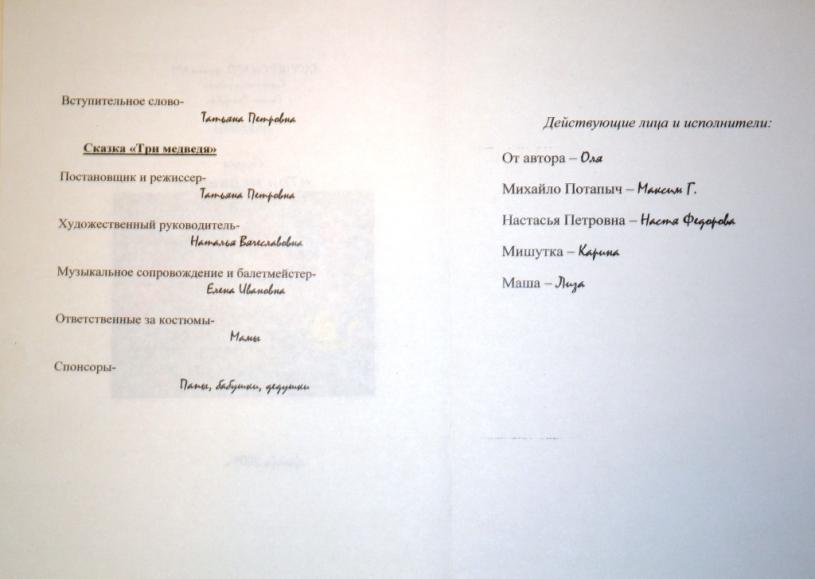 Вступительное слово-
Татьяна Петровна
Сказка «Три медведя»
Постановщик и режиссер-
Татьяна Петровна
Художественный руководитель-
Наталья Вячеславовна
Музыкальное сопровождение и балетмейстер-
Елена Ивановна
Ответственные за костюмы-
Мамы
Спонсоры-
Папы, бабушки, дедушки
Действующие лица и исполнители:
От автора – Оля
Михайло Потапыч – Максим Г.
Настасья Петровна – Настя Федорова
Мишутка – Карина
Маша – Лиза